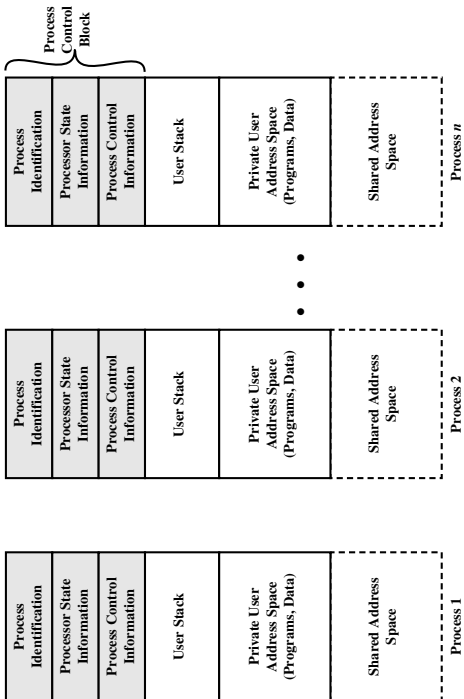 Process
Identification
Processor State
Information
Process Control
Information
User Stack
Private User
Address Space
(Programs, Data)
Shared Address
Space
Process 1
Process
Identification
Processor State
Information
Process Control
Information
User Stack
Private User
Address Space
(Programs, Data)
Shared Address
Space
Process 2
• • •
Process
Identification
Processor State
Information
Process Control
Information
User Stack
Private User
Address Space
(Programs, Data)
Shared Address
Space
Process n
Process
Control
Block